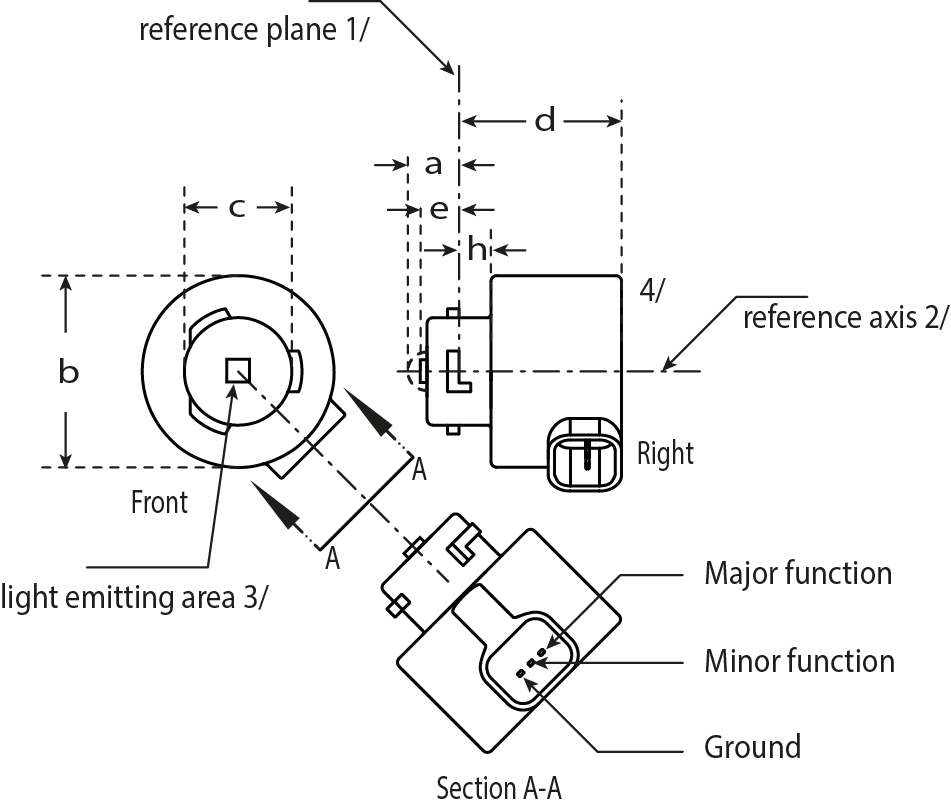 reference plane 1/
d
a
c
e
h
4/
reference axis 2/
b
A
Right
Front
A
light emitting area 3/
Major function
Minor function
Ground
Section A-A